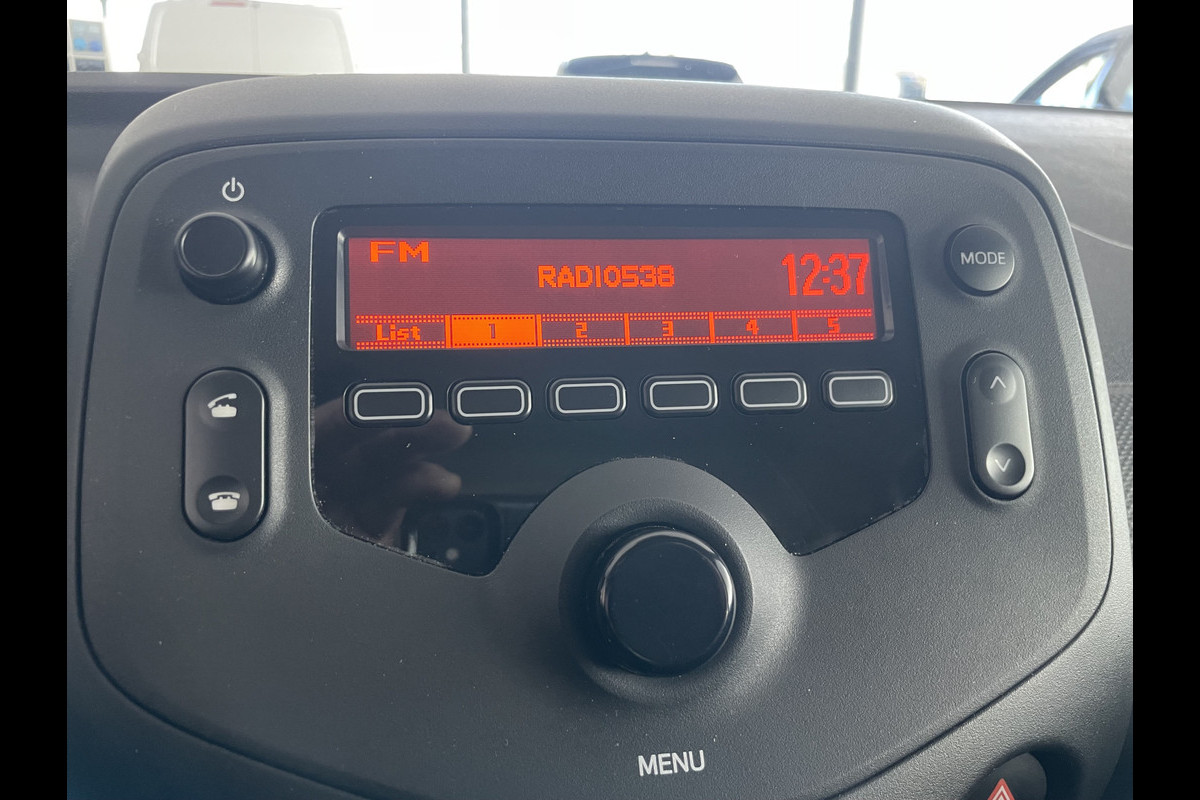 FM
RADIO538
12:37
List 1 2 3 4 5
MODE
MENU